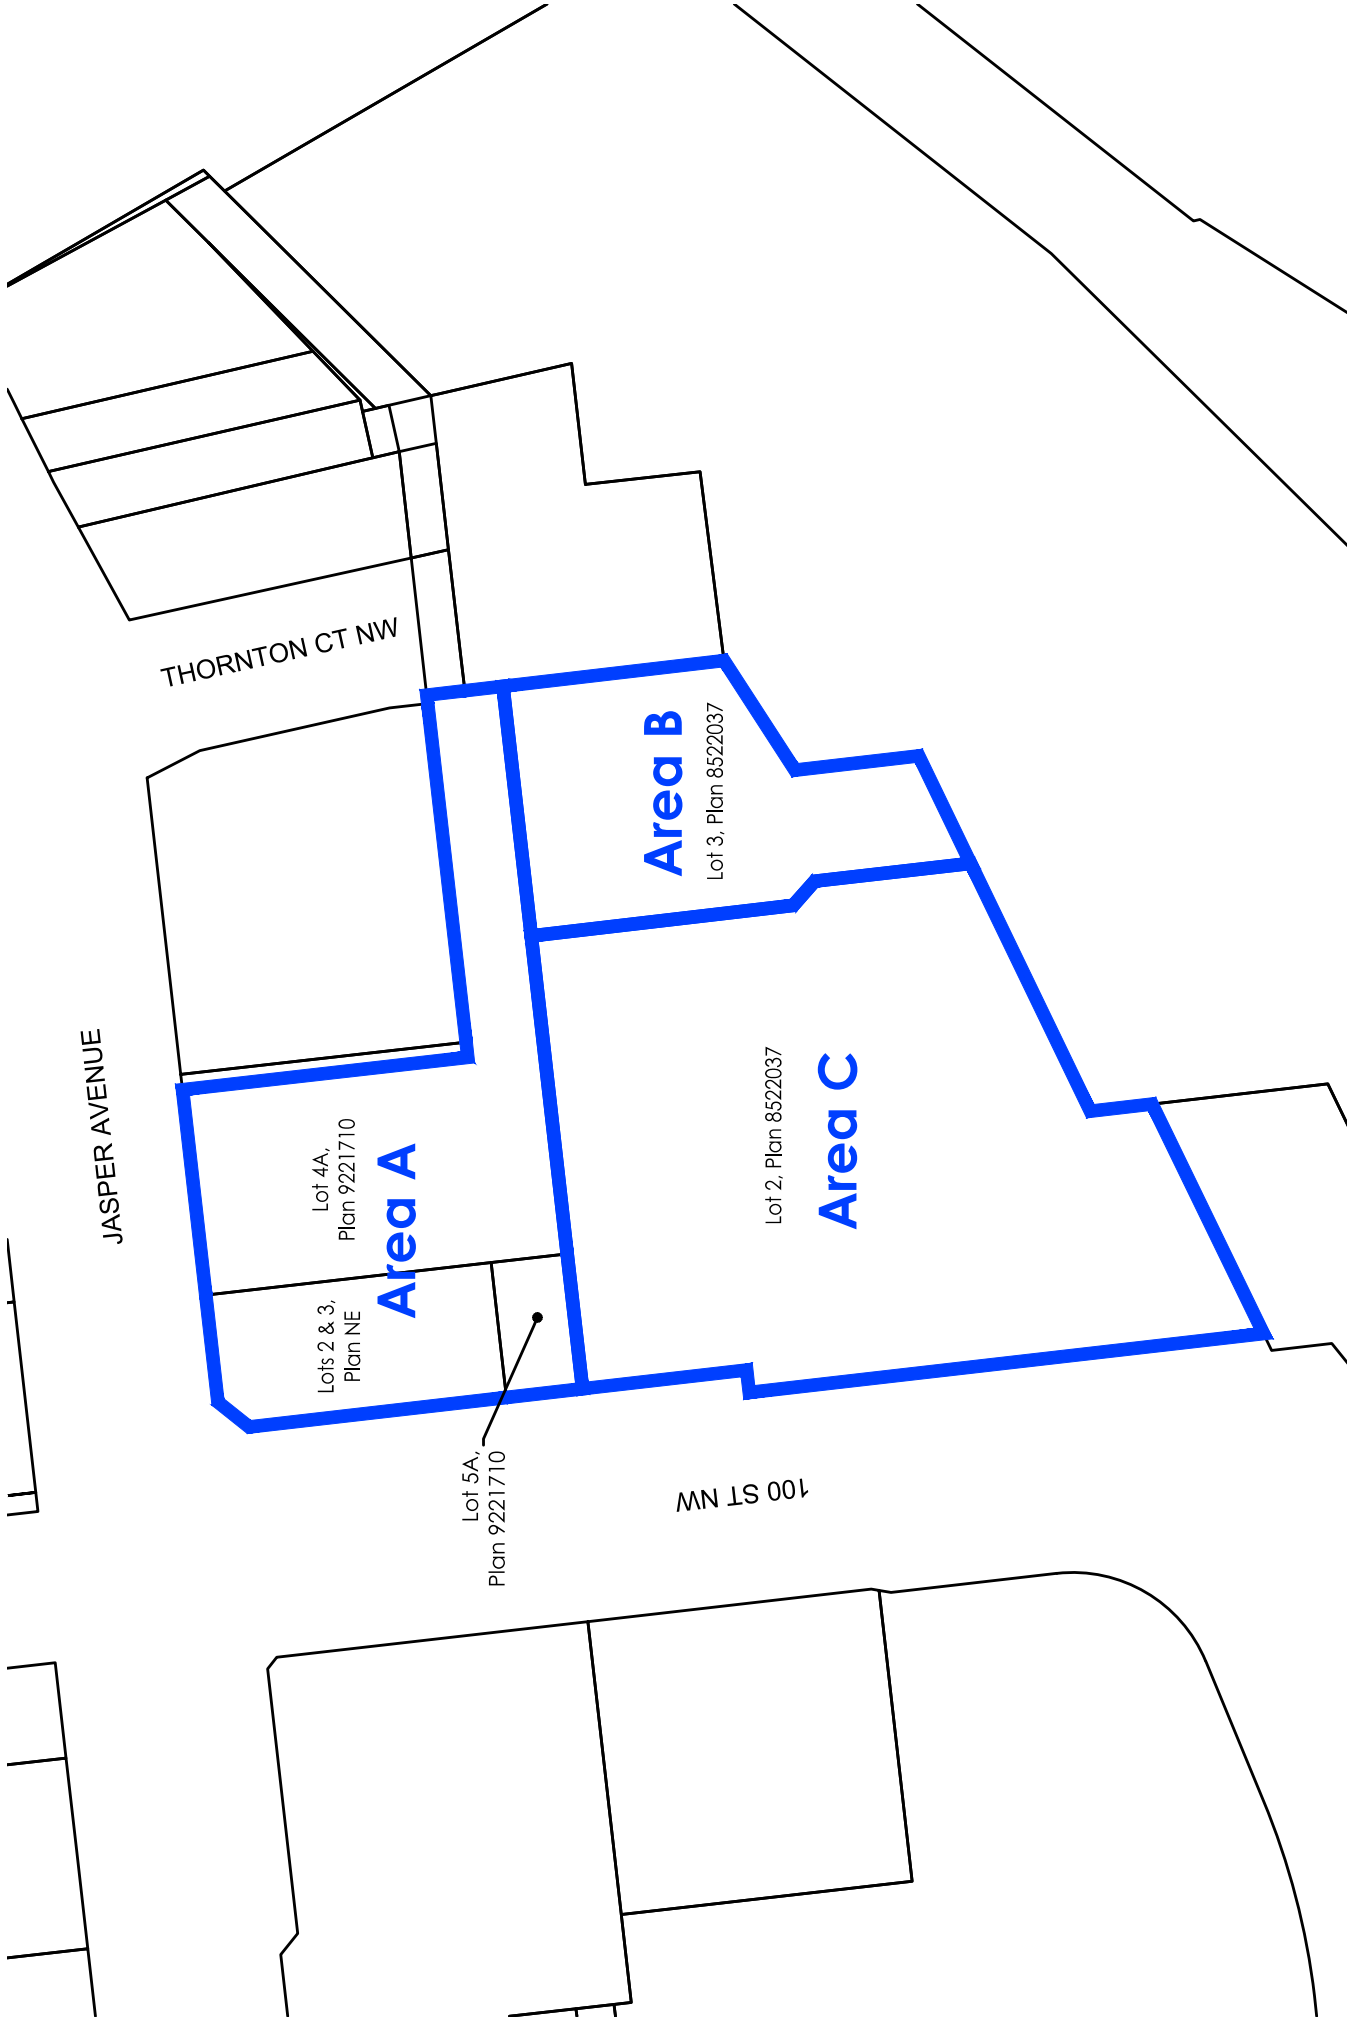 THORNTON CT NW
JASPER AVENUE
Area B
Lot 3, Plan 8522037
Lot 4A,
Plan 9221710
Area A
Lots 2 & 3,
Plan NE
Lot 2, Plan 8522037
Area C
Lot 5A,
Plan 9221710
100 ST NW